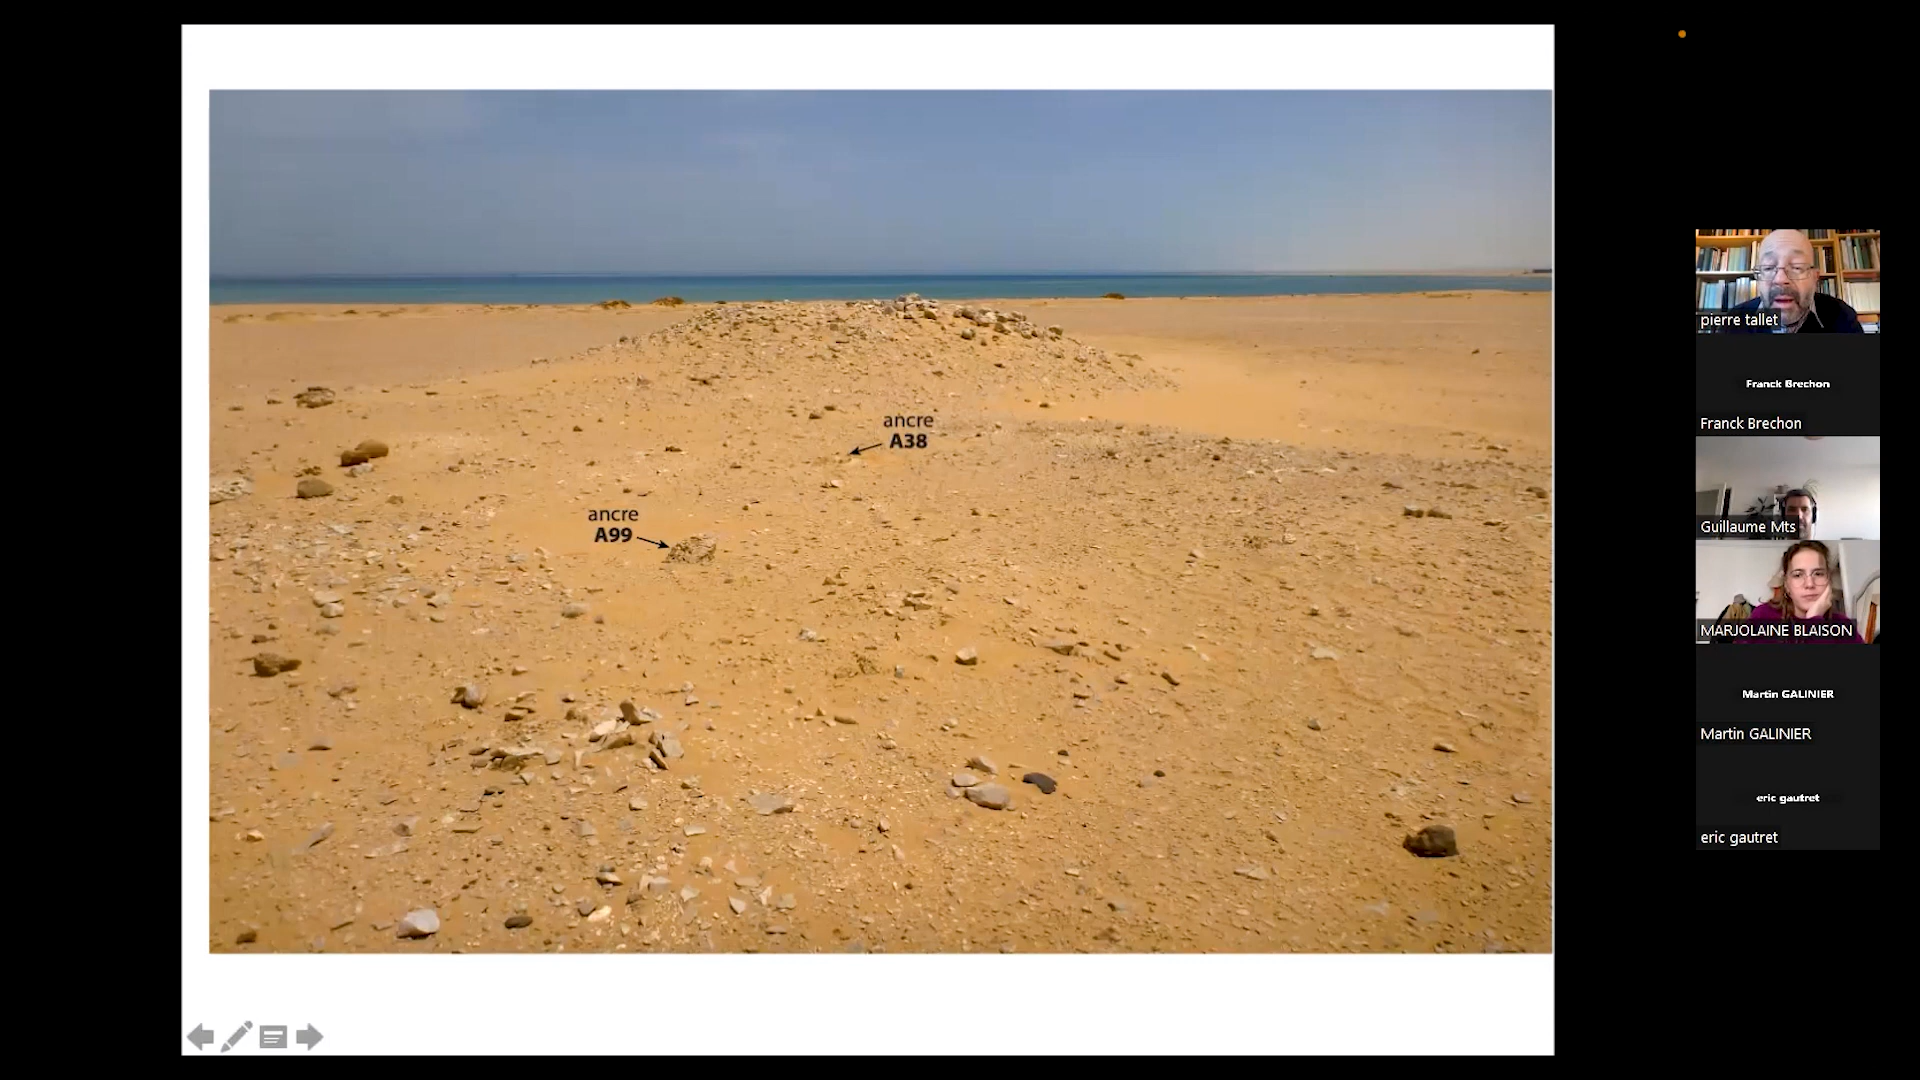 ancre
A38
ancre
A99
pierre tallet
Franck Brechon
Franck Brechon
Guillaume Mts
MARJOLAINE BLAISON
Martin GALINIER
Martin GALINIER
eric gautret
eric gautret